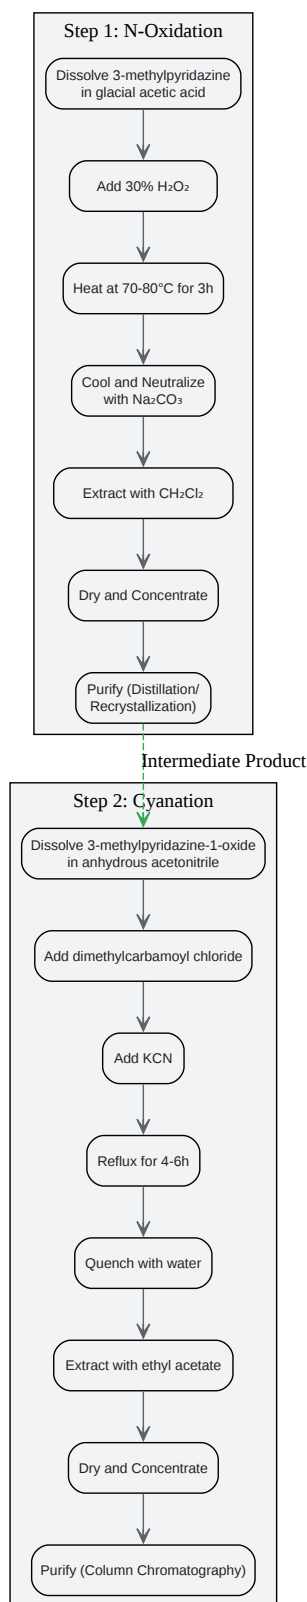 Step 1: N-Oxidation
Dissolve 3-methylpyridazine
in glacial acetic acid
Add 30% H₂O₂
Heat at 70-80°C for 3h
Cool and Neutralize
with Na₂CO₃
Extract with CH₂Cl₂
Dry and Concentrate
Purify (Distillation/
Recrystallization)
Intermediate Product
Step 2: Cyanation
Dissolve 3-methylpyridazine-1-oxide
in anhydrous acetonitrile
Add dimethylcarbamoyl chloride
Add KCN
Reflux for 4-6h
Quench with water
Extract with ethyl acetate
Dry and Concentrate
Purify (Column Chromatography)